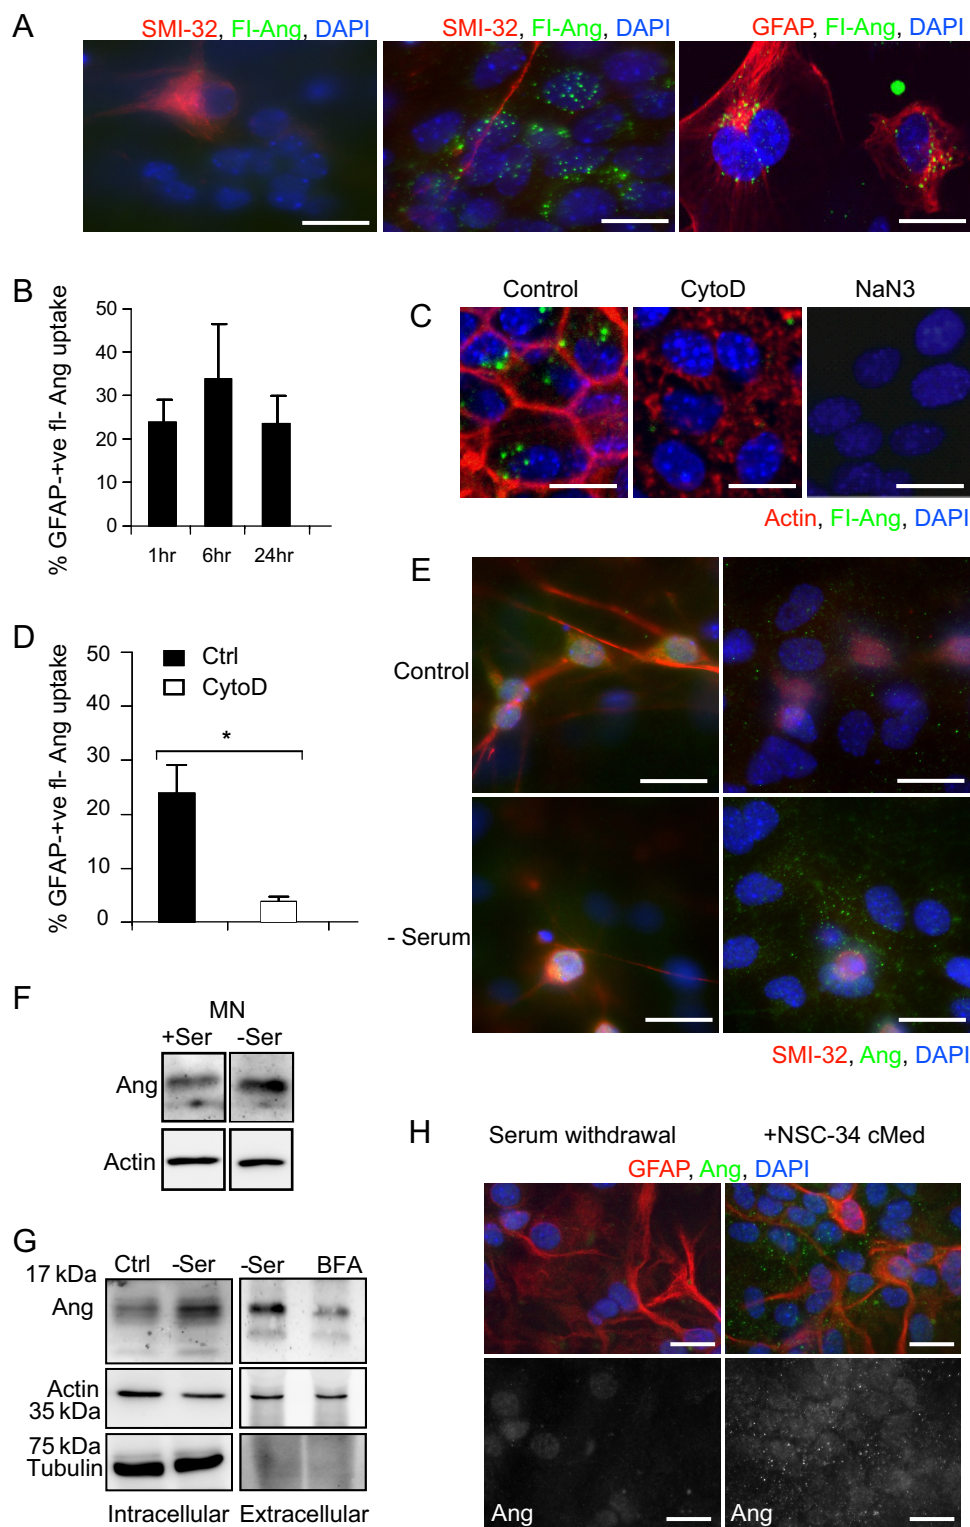 A
SMI-32, Fl-Ang, DAPI
SMI-32, Fl-Ang, DAPI
GFAP, Fl-Ang, DAPI
B
% GFAP-+ve fl- Ang uptake
50
40
30
20
10
0
1hr 6hr 24hr
C
Control CytoD NaN3
Actin, Fl-Ang, DAPI
D
% GFAP-+ve fl- Ang uptake
50
40
30
20
10
0
Ctrl
CytoD
*
E
Control
- Serum
SMI-32, Ang, DAPI
F
MN
+Ser -Ser
Ang
Actin
G
17 kDa
Ctrl -Ser -Ser BFA
Ang
Actin
35 kDa
75 kDa
Tubulin
Intracellular Extracellular
H
Serum withdrawal +NSC-34 cMed
GFAP, Ang, DAPI
Ang Ang